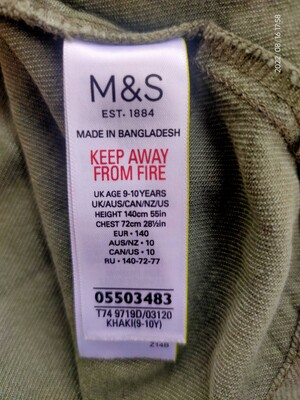 M&S
EST. 1884
MADE IN BANGLADESH
KEEP AWAY
FROM FIRE
UK AGE 9-10 YEARS
UK/AUS/CAN/NZ/US
HEIGHT 140cm 55in
CHEST 72cm 28½in
EUR • 140
AUS/NZ • 10
CAN/US • 10
RU • 140-72-77
05503483
T74 9719D/03120
KHAKI(9-10Y)
2148
2022/08/16 17:58